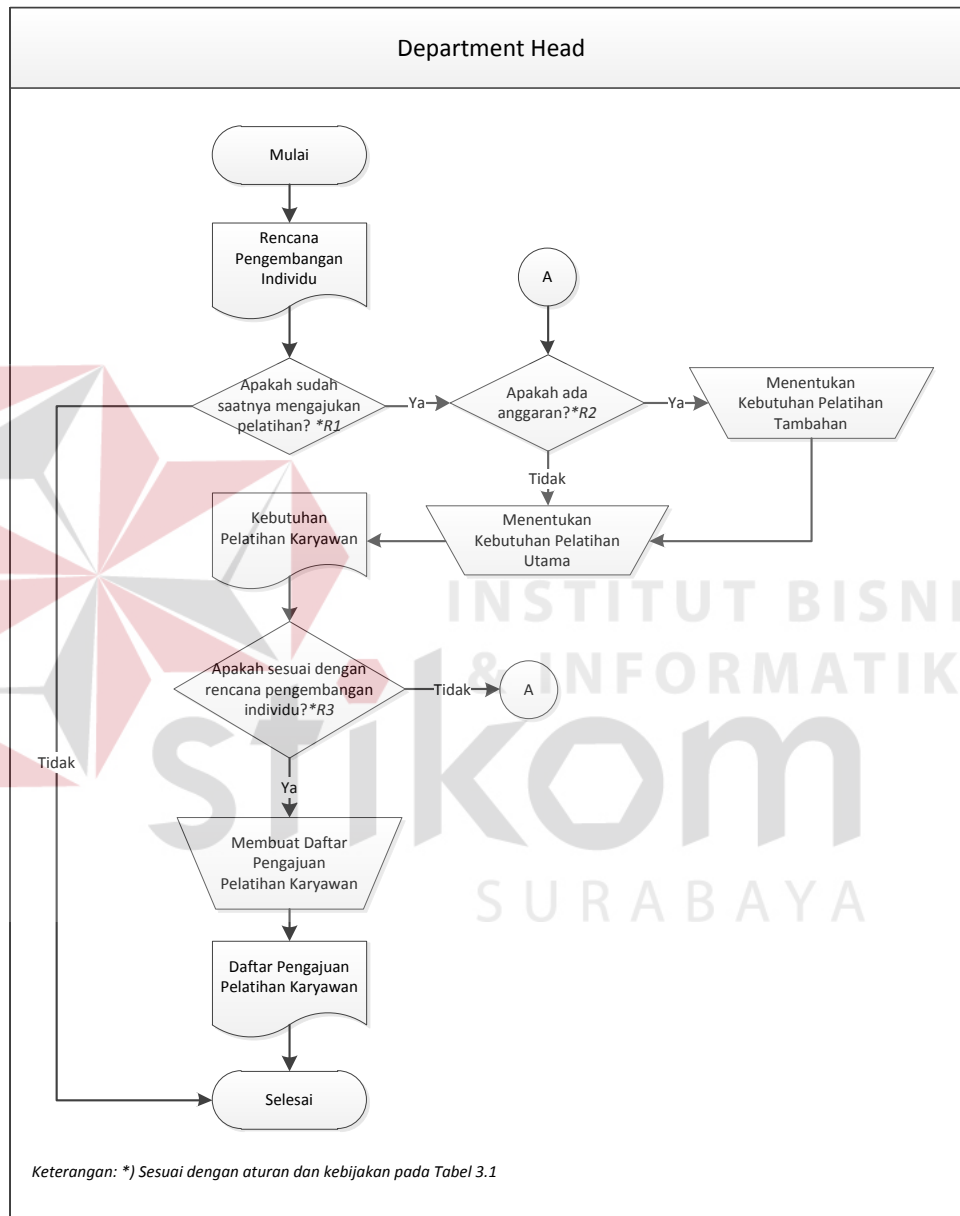 Department Head
Mulai
Rencana
Pengembangan
Individu
A
Apakah sudah
saatnya mengajukan
pelatihan? *R1
Ya
Apakah ada
anggaran?*R2
Ya
Menentukan
Kebutuhan Pelatihan
Tambahan
Tidak
Kebutuhan
Pelatihan Karyawan
Menentukan
Kebutuhan Pelatihan
Utama
Apakah sesuai dengan
rencana pengembangan
individu?*R3
Tidak
A
Tidak
Ya
Membuat Daftar
Pengajuan
Pelatihan Karyawan
Daftar Pengajuan
Pelatihan Karyawan
Selesai
Keterangan: *) Sesuai dengan aturan dan kebijakan pada Tabel 3.1
INSTITUT BISNI
& INFORMATIK
stikom
SURABAYA